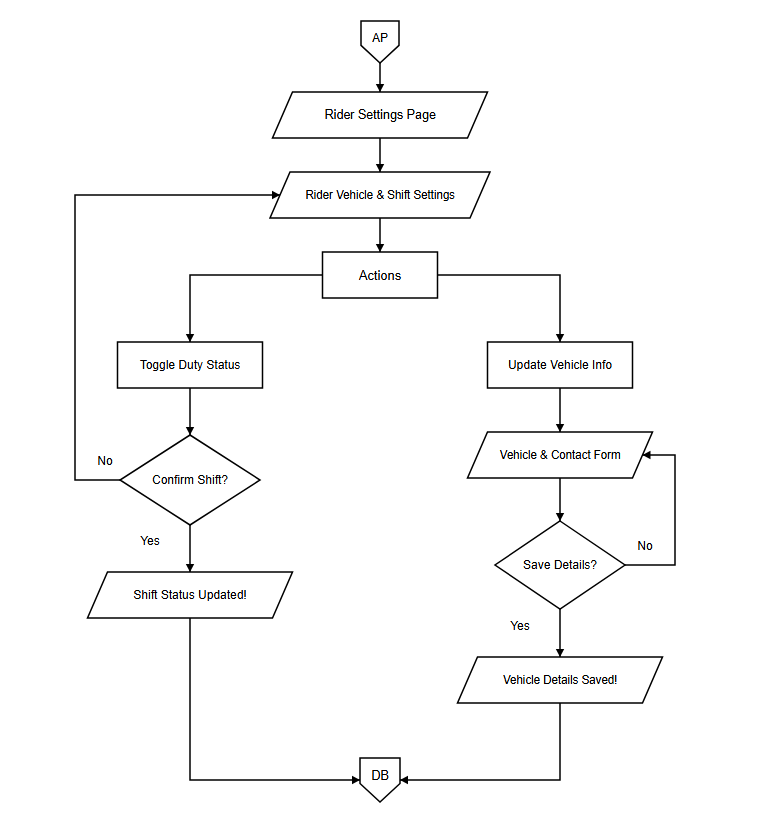 AP
Rider Settings Page
Rider Vehicle & Shift Settings
Actions
Toggle Duty Status
Update Vehicle Info
Vehicle & Contact Form
No
Confirm Shift?
Yes
No
Save Details?
Shift Status Updated!
Yes
Vehicle Details Saved!
DB